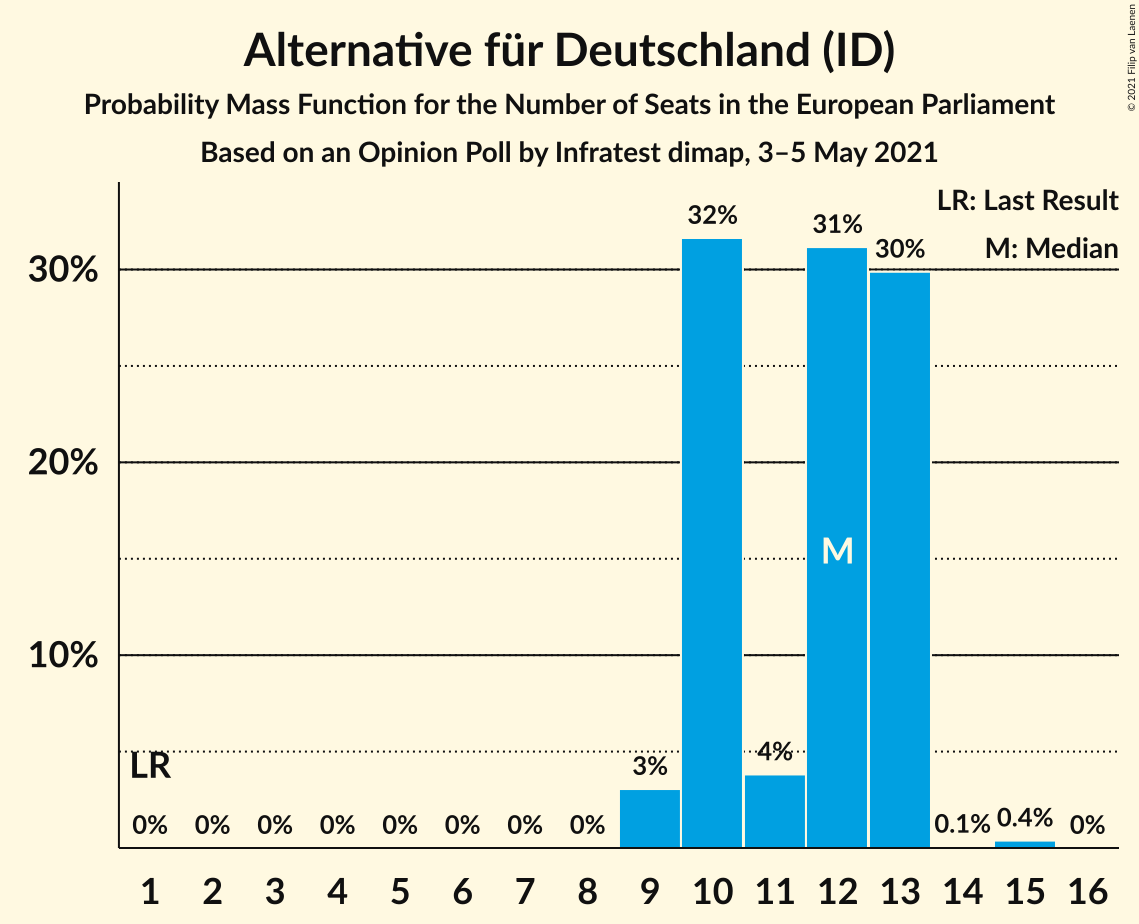 Alternative für Deutschland (ID)
Probability Mass Function for the Number of Seats in the European Parliament
Based on an Opinion Poll by Infratest dimap, 3–5 May 2021
© 2021 Filip van Laenen
LR: Last Result
M: Median
32%
31%
30%
30%
20%
M
10%
LR
0%
0%
0%
0%
0%
0%
0%
0%
3%
4%
0.1%
0.4%
0%
1 2 3 4 5 6 7 8 9 10 11 12 13 14 15 16